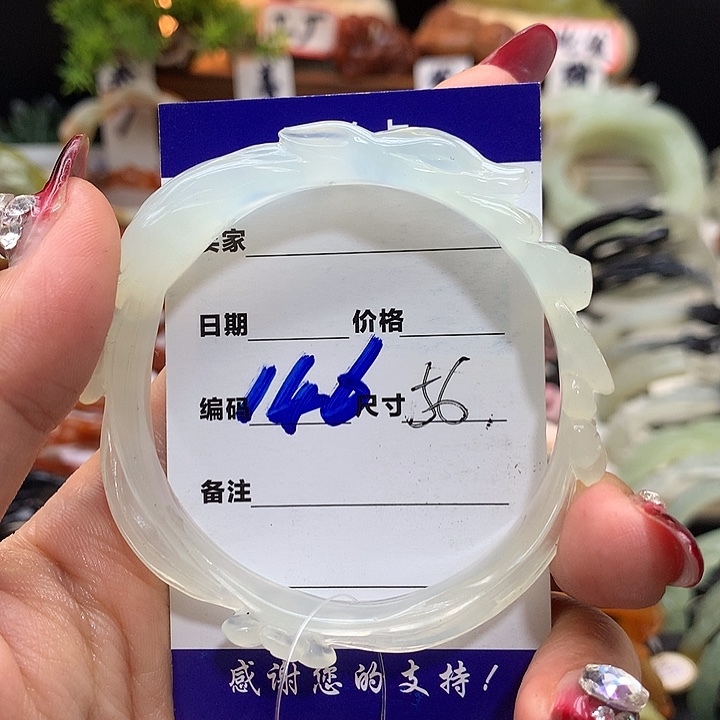 家
日期 价格
编码 146 尺寸 56
备注
感谢您的支持!